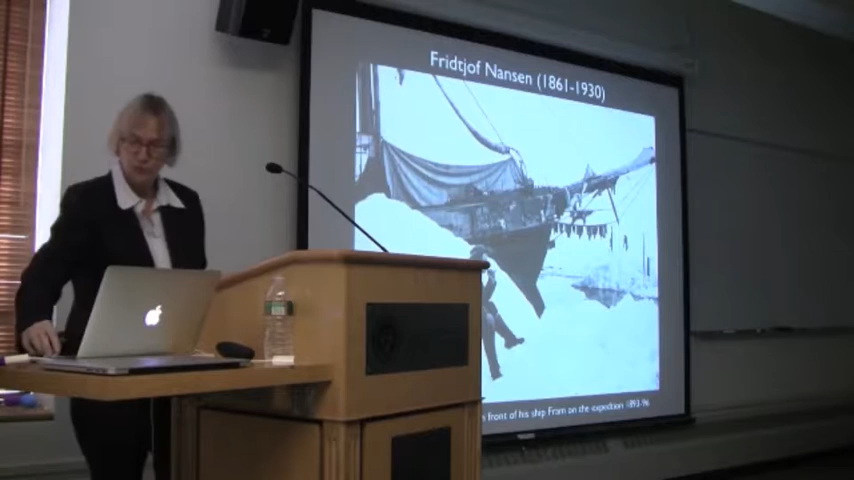 Fridtjof Nansen (1861-1930)
in front of his ship Fram on the expedition 1893-96